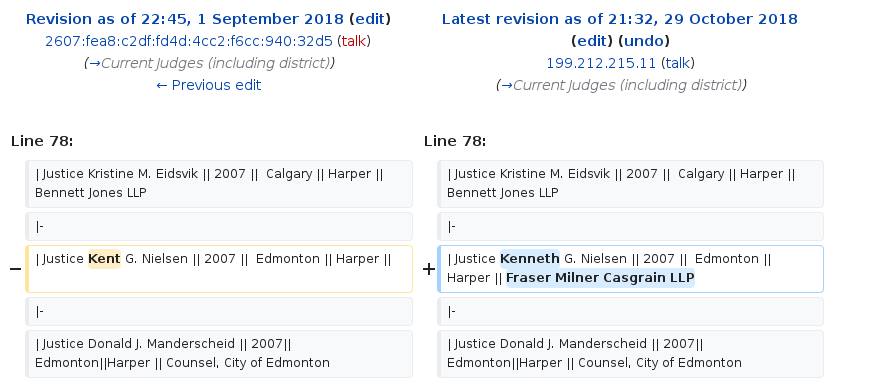 Revision as of 22:45, 1 September 2018 (edit)
2607:fea8:c2df:fd4d:4cc2:f6cc:940:32d5 (talk)
(→Current Judges (including district))
← Previous edit
Latest revision as of 21:32, 29 October 2018
(edit) (undo)
199.212.215.11 (talk)
(→Current Judges (including district))
Line 78:
Line 78:
| Justice Kristine M. Eidsvik || 2007 ||  Calgary || Harper ||
Bennett Jones LLP
| Justice Kristine M. Eidsvik || 2007 ||  Calgary || Harper ||
Bennett Jones LLP
|-
|-
− | Justice Kent G. Nielsen || 2007 ||  Edmonton || Harper ||
+ | Justice Kenneth G. Nielsen || 2007 ||  Edmonton ||
Harper || Fraser Milner Casgrain LLP
|-
|-
| Justice Donald J. Manderscheid || 2007||
Edmonton||Harper || Counsel, City of Edmonton
| Justice Donald J. Manderscheid || 2007||
Edmonton||Harper || Counsel, City of Edmonton